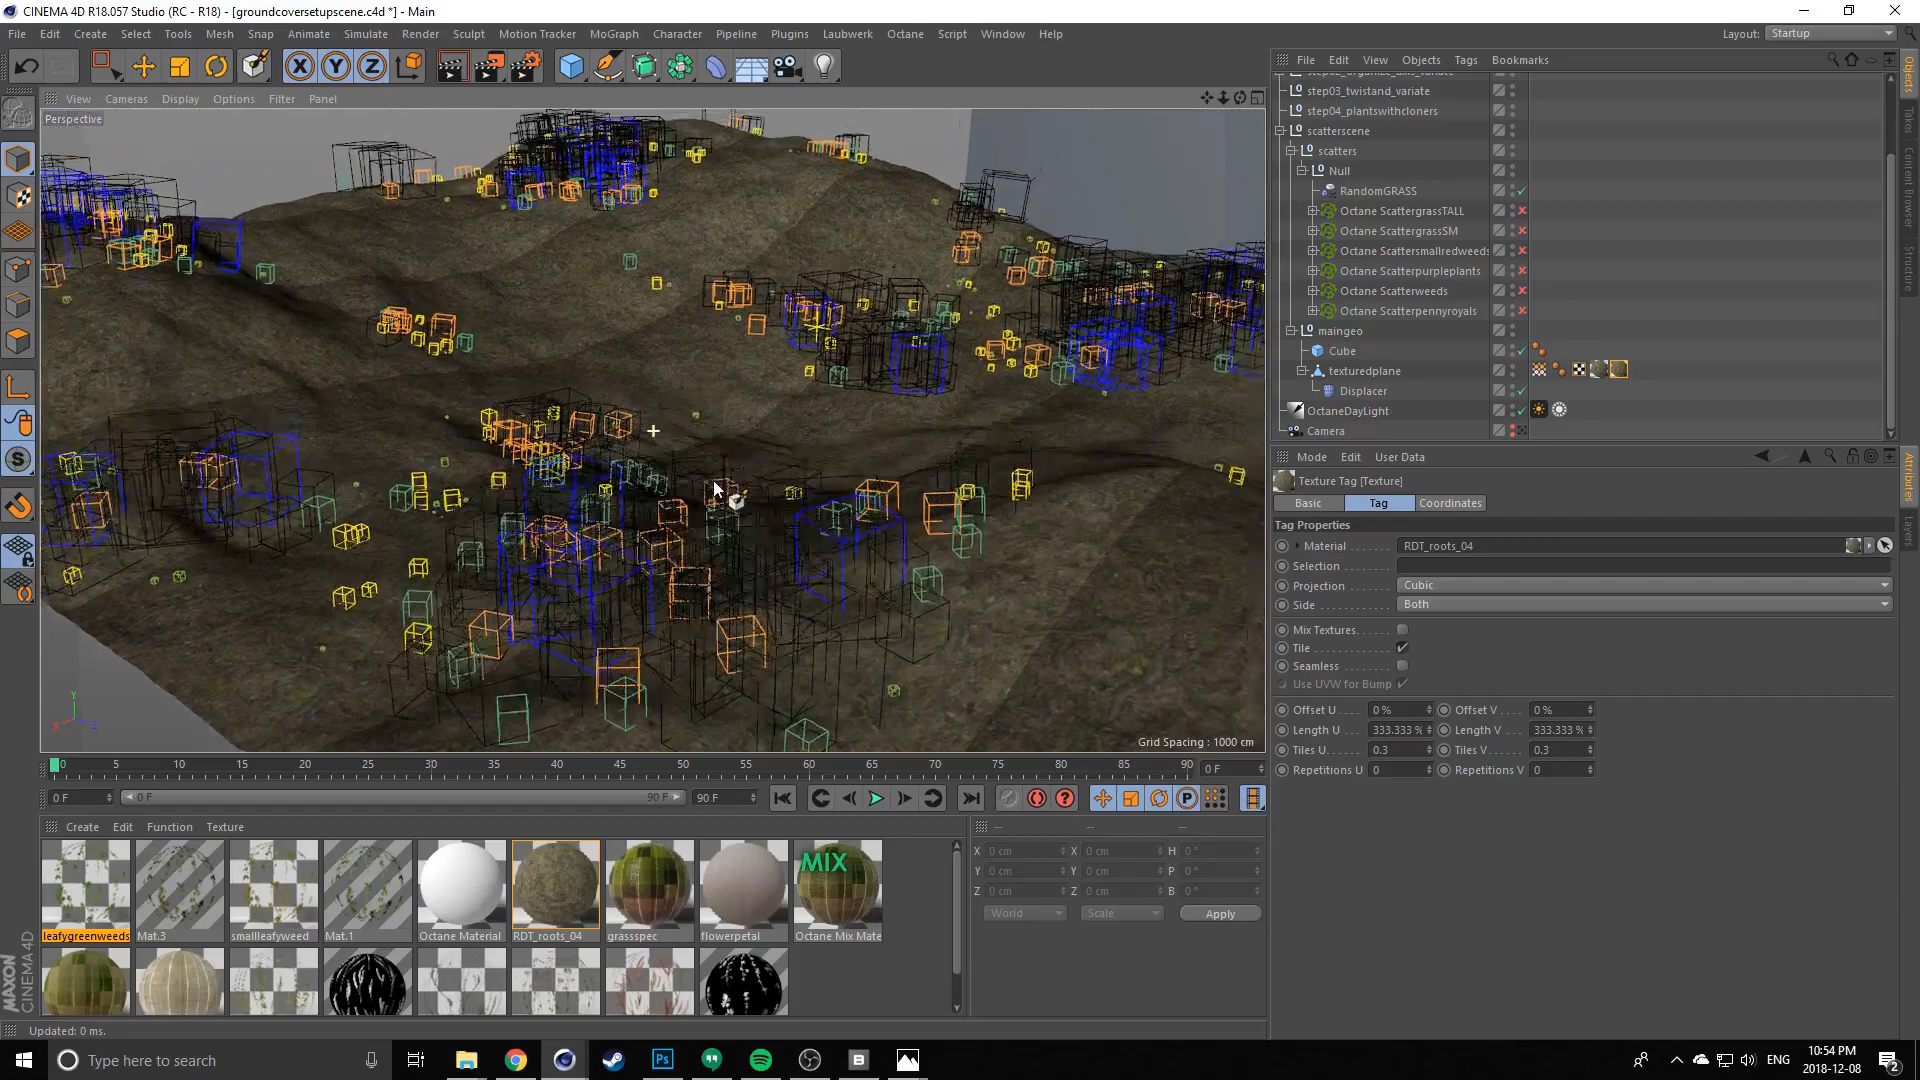 CINEMA 4D R18.057 Studio (RC - R18) - [groundcoversetupscene.c4d *] - Main
File Edit Create Select Tools Mesh Snap Animate Simulate Render Sculpt Motion Tracker MoGraph Character Pipeline Plugins Laubwerk Octane Script Window Help
Layout: Startup
View Cameras Display Options Filter Panel
Perspective
Grid Spacing : 1000 cm
File Edit View Objects Tags Bookmarks
step03_twistand_variate
step04_plantswithcloners
scatterscene
scatters
Null
RandomGRASS
Octane ScattergrassTALL
Octane ScattergrassSM
Octane Scattersmallredweeds
Octane Scatterpurpleplants
Octane Scatterweeds
Octane Scatterpennyroyals
maingeo
Cube
texturedplane
Displacer
OctaneDayLight
Camera
Objects
Takes
Content Browser
Structure
Mode Edit User Data
Texture Tag [Texture]
Basic Tag Coordinates
Tag Properties
Material RDT_roots_04
Selection
Projection Cubic
Side Both
Mix Textures
Tile
Seamless
Use UVW for Bump
Offset U 0 % Offset V 0 %
Length U 333.333 % Length V 333.333 %
Tiles U 0.3 Tiles V 0.3
Repetitions U 0 Repetitions V 0
Attributes
Layers
0 5 10 15 20 25 30 35 40 45 50 55 60 65 70 75 80 85 90 0 F
0 F 0 F 90 F 90 F
Create Edit Function Texture
leafygreenweeds Mat.3 smallleafyweed Mat.1 Octane Material RDT_roots_04 grassspec flowerpetal Octane Mix Mate
MIX
-- -- --
X 0 cm X 0 cm H 0 °
Y 0 cm Y 0 cm P 0 °
Z 0 cm Z 0 cm B 0 °
World Scale Apply
MAXON CINEMA 4D
Updated: 0 ms.
Type here to search
ENG
10:54 PM
2018-12-08
2